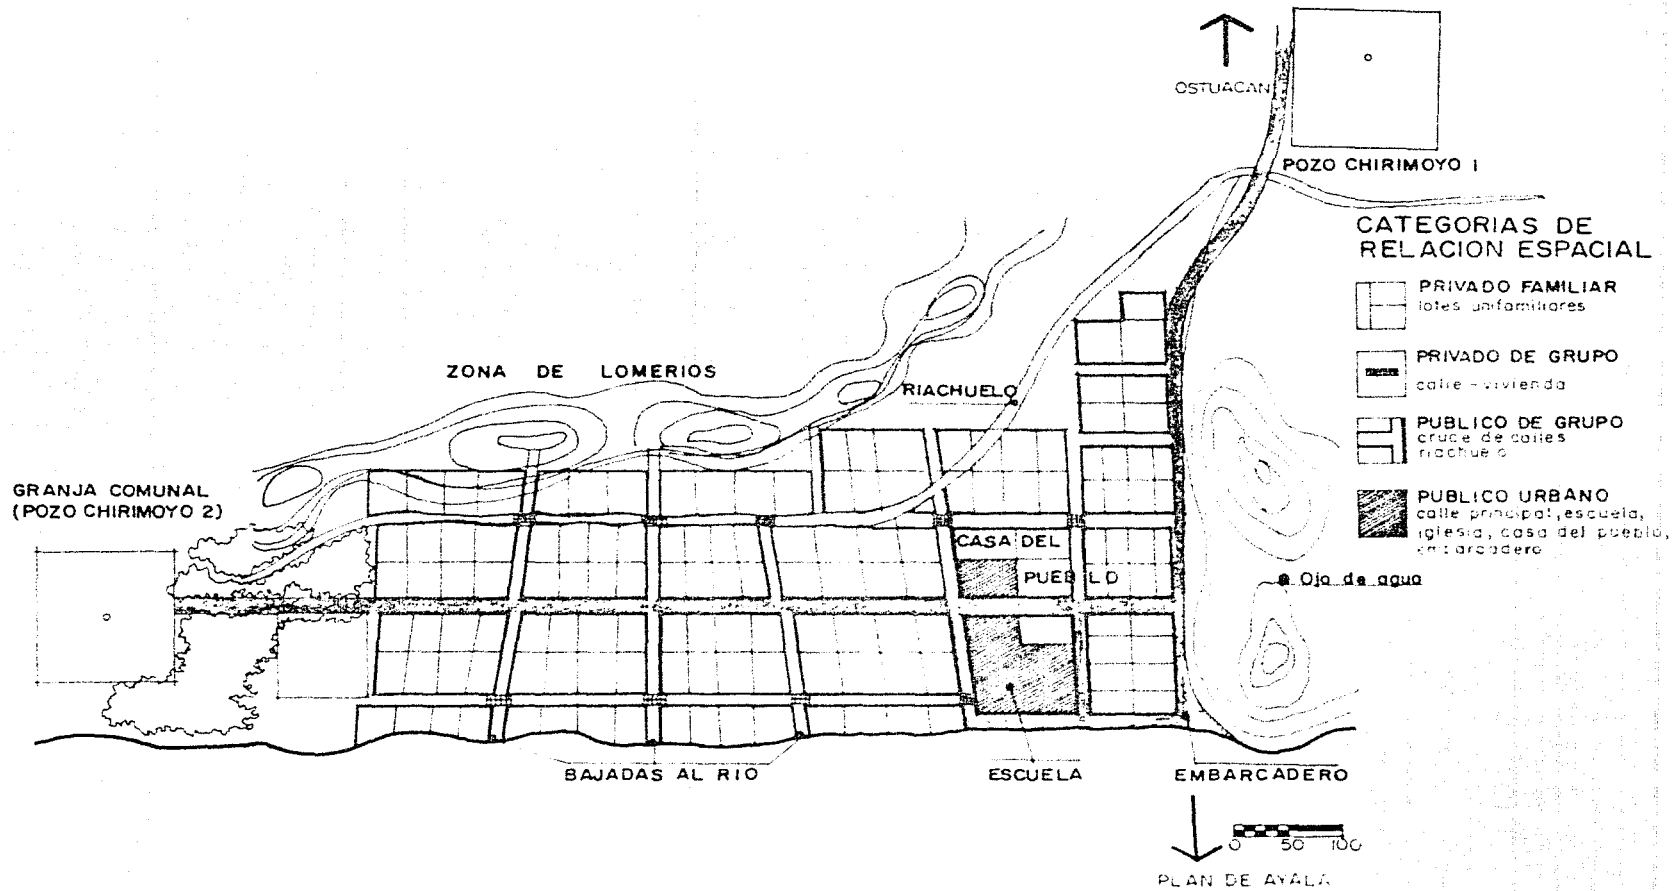 OSTUACAN
POZO CHIRIMOYO 1
CATEGORIAS DE
RELACION ESPACIAL
PRIVADO FAMILIAR
lotes unifamiliares
PRIVADO DE GRUPO
calle - vivienda
PUBLICO DE GRUPO
cruce de calles
riachuelo
PUBLICO URBANO
calle principal, escuela,
iglesia, casa del pueblo,
embarcadero
ZONA DE LOMERIOS
RIACHUELO
GRANJA COMUNAL
(POZO CHIRIMOYO 2)
CASA DEL
PUEBLO
Ojo de agua
BAJADAS AL RIO
ESCUELA
EMBARCADERO
0 50 100
PLAN DE AYALA